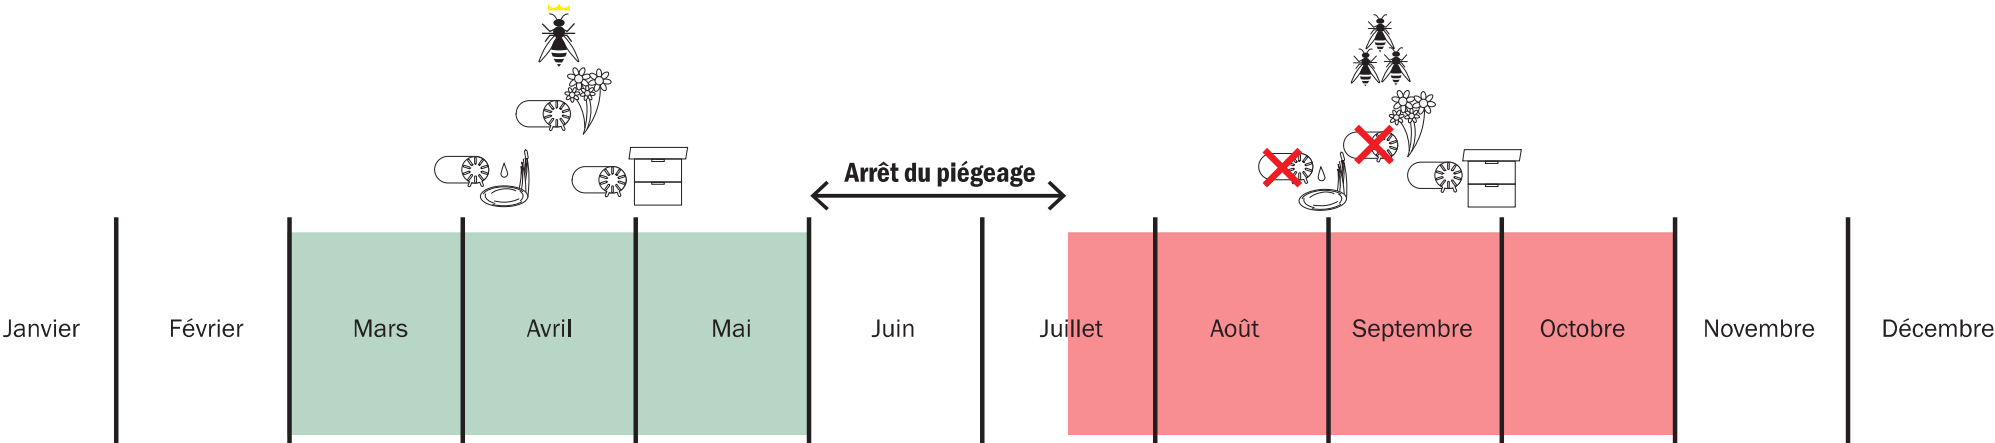 Arrêt du piégeage
Janvier Février Mars Avril Mai Juin Juillet Août Septembre Octobre Novembre Décembre